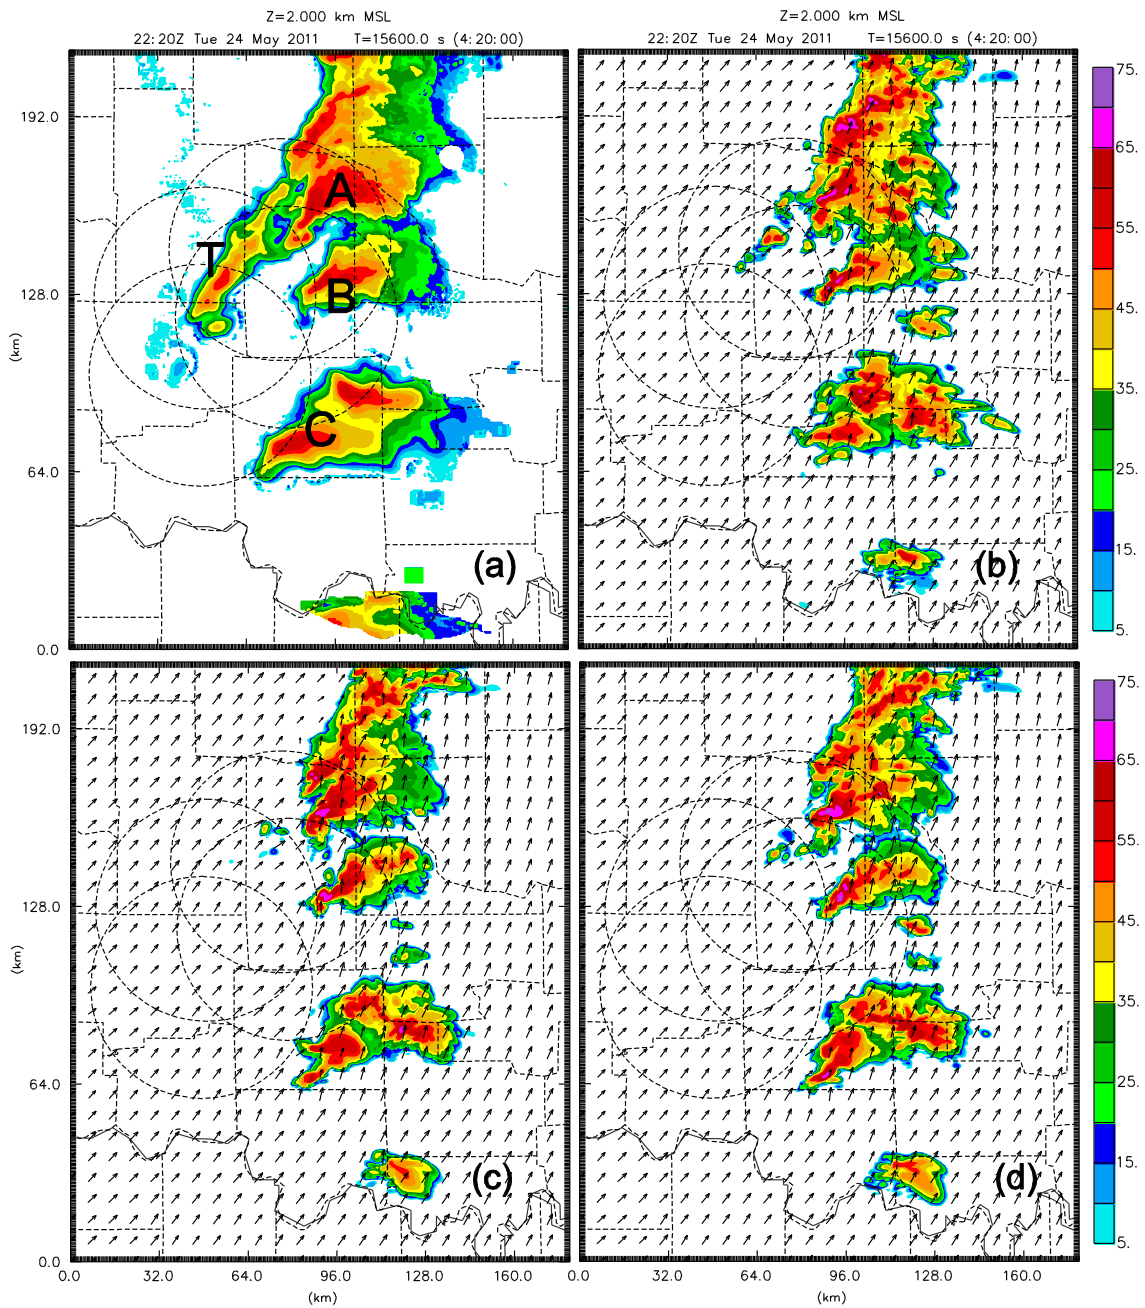 Z=2.000 km MSL
22:20Z Tue 24 May 2011 T=15600.0 s (4:20:00)
Z=2.000 km MSL
22:20Z Tue 24 May 2011 T=15600.0 s (4:20:00)
192.0
128.0
(km)
64.0
0.0
A
T
B
C
(a)
(b)
75.
65.
55.
45.
35.
25.
15.
5.
192.0
128.0
(km)
64.0
0.0
(c)
(d)
75.
65.
55.
45.
35.
25.
15.
5.
0.0 32.0 64.0 96.0 128.0 160.0
(km)
0.0 32.0 64.0 96.0 128.0 160.0
(km)